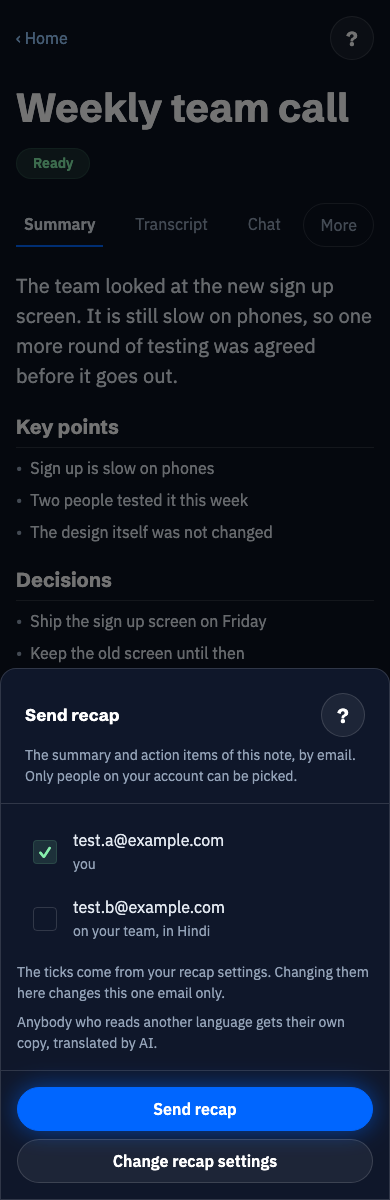 ‹ Home
?
Weekly team call
Ready
Summary
Transcript
Chat
More
The team looked at the new sign up
screen. It is still slow on phones, so one
more round of testing was agreed
before it goes out.
Key points
• Sign up is slow on phones
• Two people tested it this week
• The design itself was not changed
Decisions
• Ship the sign up screen on Friday
• Keep the old screen until then
Send recap
?
The summary and action items of this note, by email.
Only people on your account can be picked.
test.a@example.com
you
test.b@example.com
on your team, in Hindi
The ticks come from your recap settings. Changing them
here changes this one email only.
Anybody who reads another language gets their own
copy, translated by AI.
Send recap
Change recap settings